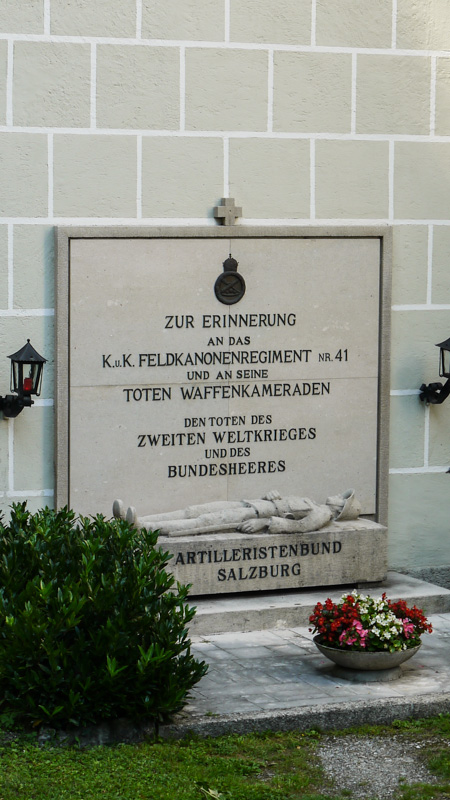 ZUR ERINNERUNG
AN DAS
K.u.K. FELDKANONENREGIMENT NR. 41
UND AN SEINE
TOTEN WAFFENKAMERADEN
DEN TOTEN DES
ZWEITEN WELTKRIEGES
UND DES
BUNDESHEERES
ARTILLERISTENBUND
SALZBURG